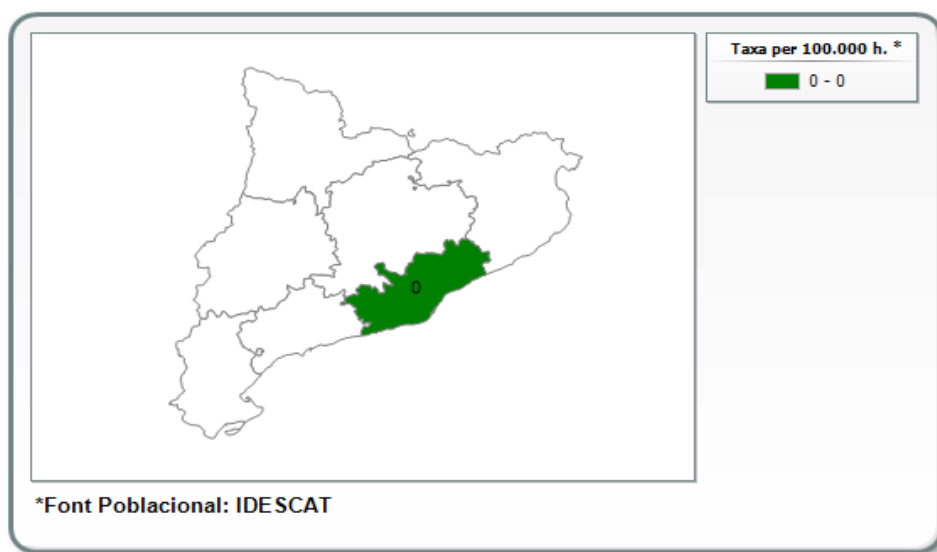 Taxa per 100.000 h. *
0 - 0
0
*Font Poblacional: IDESCAT